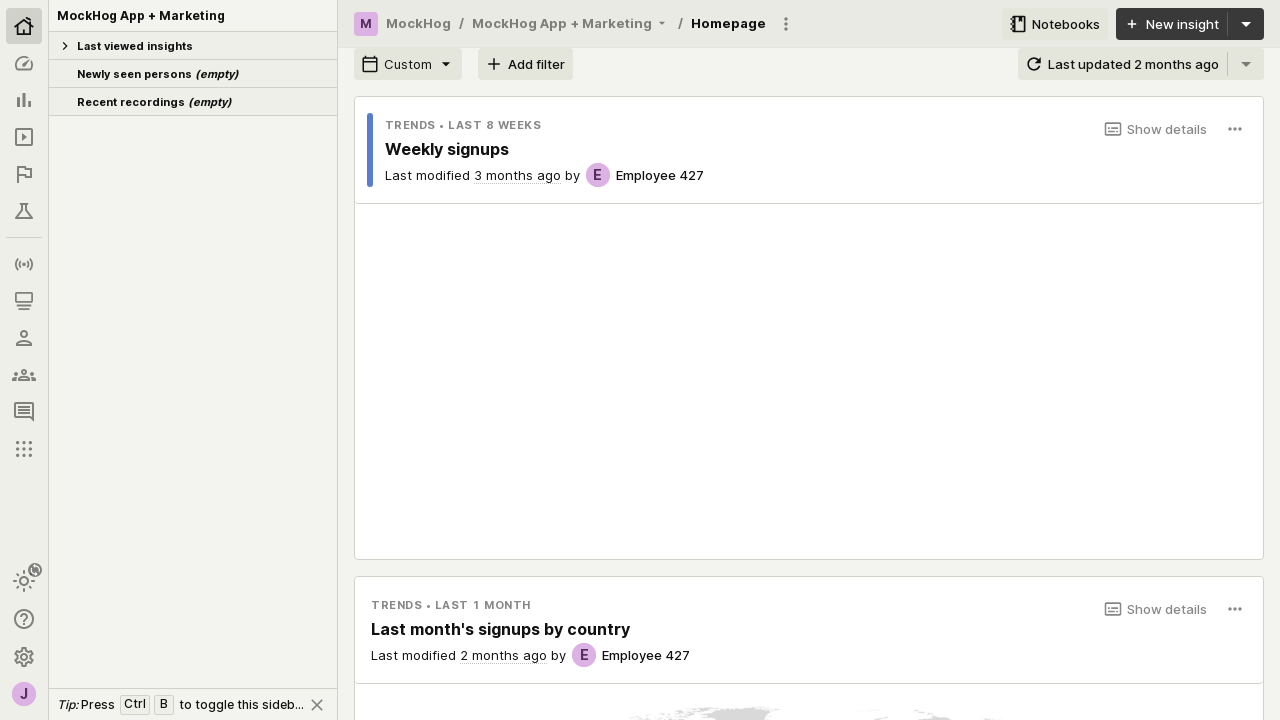 MockHog App + Marketing
Last viewed insights
Newly seen persons (empty)
Recent recordings (empty)
Tip: Press Ctrl B to toggle this sideb...
J
M MockHog / MockHog App + Marketing / Homepage
Notebooks
New insight
Custom
Add filter
Last updated 2 months ago
TRENDS • LAST 8 WEEKS
Show details
Weekly signups
Last modified 3 months ago by E Employee 427
TRENDS • LAST 1 MONTH
Show details
Last month's signups by country
Last modified 2 months ago by E Employee 427